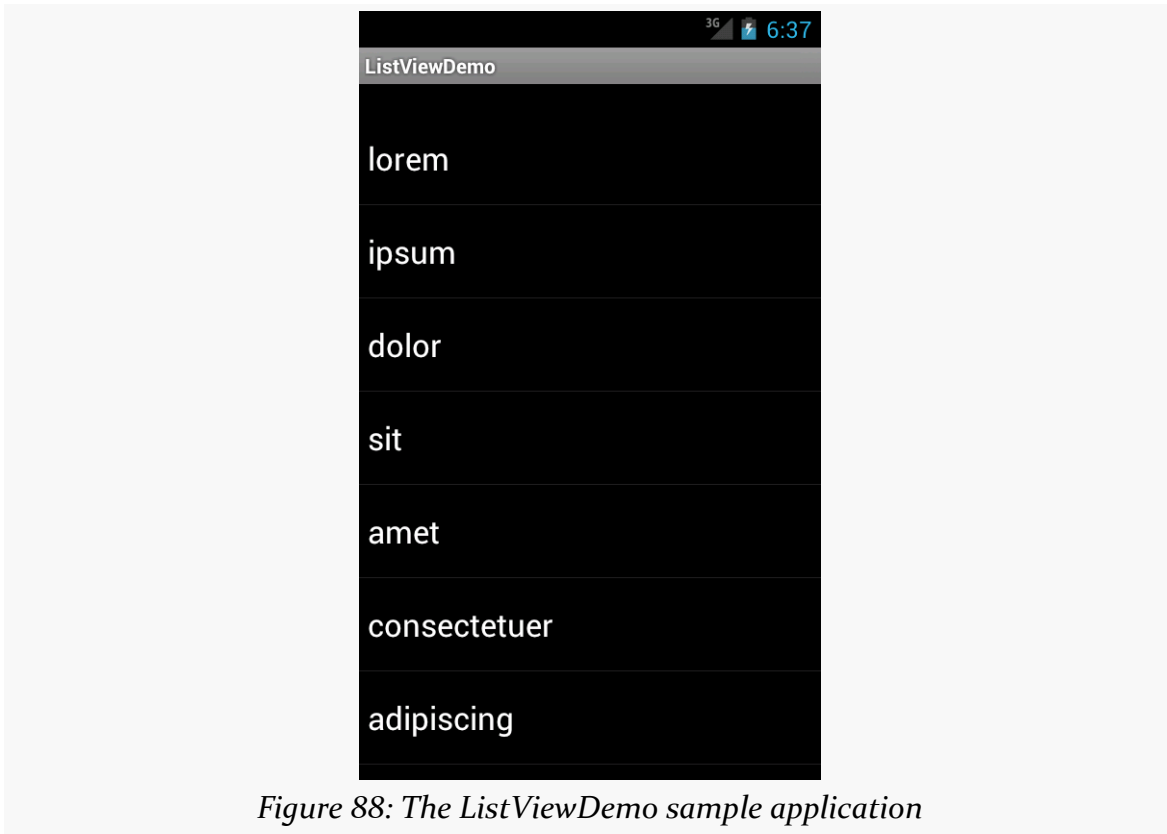 3G 6:37
ListViewDemo
lorem
ipsum
dolor
sit
amet
consectetuer
adipiscing
Figure 88: The ListViewDemo sample application